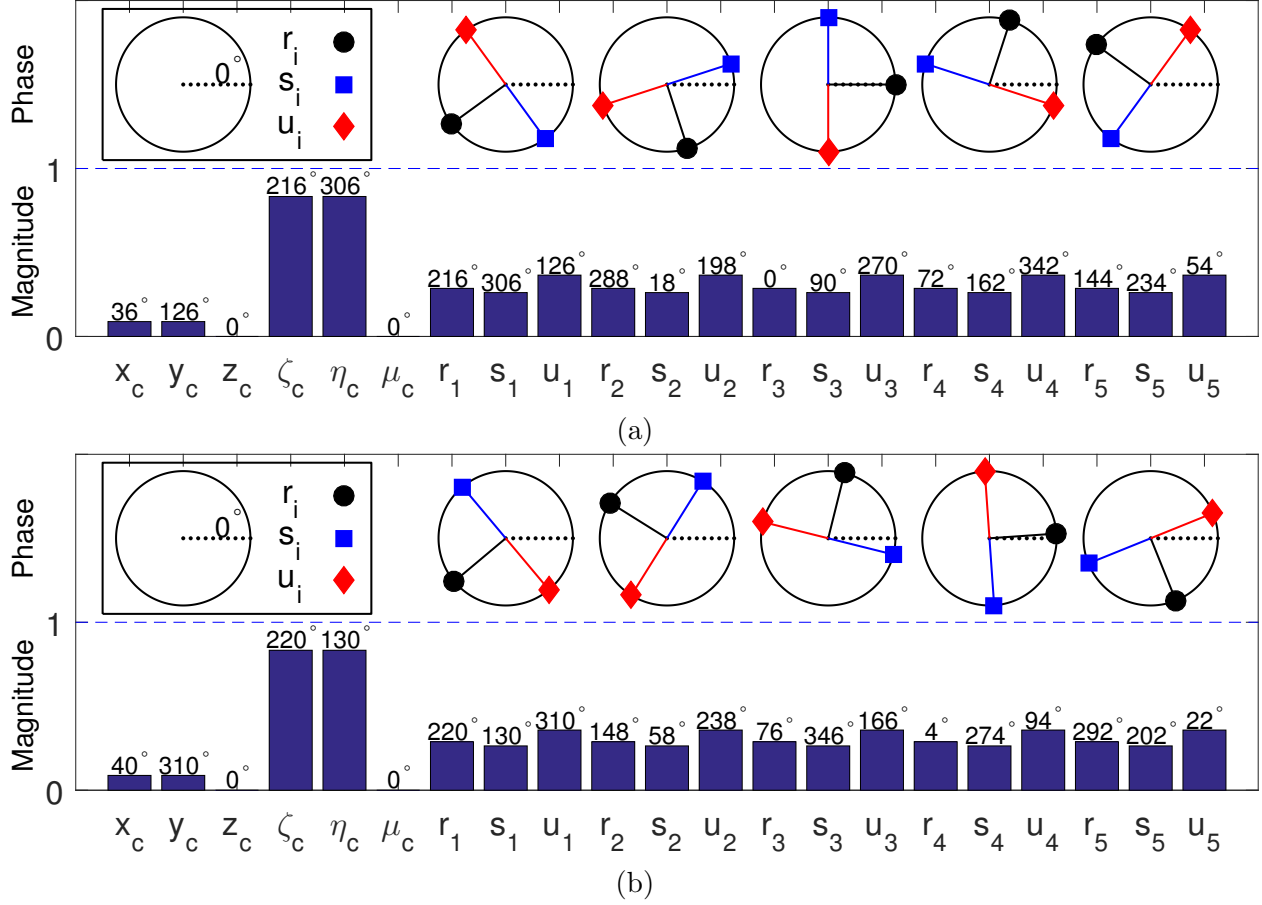 Phase
0°
r_i
s_i
u_i
1
Magnitude
0
36° 126° 0° 216° 306° 0° 216° 306° 126° 288° 18° 198° 0° 90° 270° 72° 162° 342° 144° 234° 54°
x_c y_c z_c ζ_c η_c μ_c r_1 s_1 u_1 r_2 s_2 u_2 r_3 s_3 u_3 r_4 s_4 u_4 r_5 s_5 u_5
(a)
Phase
0°
r_i
s_i
u_i
1
Magnitude
0
40° 310° 0° 220° 130° 0° 220° 130° 310° 148° 58° 238° 76° 346° 166° 4° 274° 94° 292° 202° 22°
x_c y_c z_c ζ_c η_c μ_c r_1 s_1 u_1 r_2 s_2 u_2 r_3 s_3 u_3 r_4 s_4 u_4 r_5 s_5 u_5
(b)